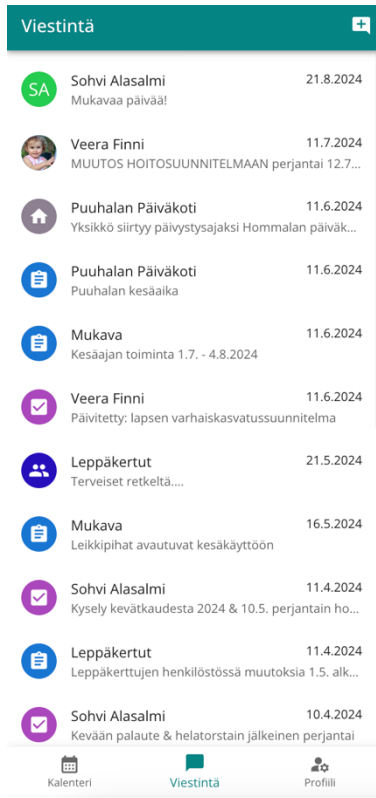 Viestintä
SA
Sohvi Alasalmi 21.8.2024
Mukavaa päivää!
Veera Finni 11.7.2024
MUUTOS HOITOSUUNNITELMAAN perjantai 12.7...
Puuhalan Päiväkoti 11.6.2024
Yksikkö siirtyy päivystysajaksi Hommalan päiväk...
Puuhalan Päiväkoti 11.6.2024
Puuhalan kesäaika
Mukava 11.6.2024
Kesäajan toiminta 1.7. - 4.8.2024
Veera Finni 11.6.2024
Päivitetty: lapsen varhaiskasvatussuunnitelma
Leppäkertut 21.5.2024
Terveiset retkeltä....
Mukava 16.5.2024
Leikkipihat avautuvat kesäkäyttöön
Sohvi Alasalmi 11.4.2024
Kysely kevätkaudesta 2024 & 10.5. perjantain ho...
Leppäkertut 11.4.2024
Leppäkerttujen henkilöstössä muutoksia 1.5. alk...
Sohvi Alasalmi 10.4.2024
Kevään palaute & helatorstain jälkeinen perjantai
Kalenteri Viestintä Profiili